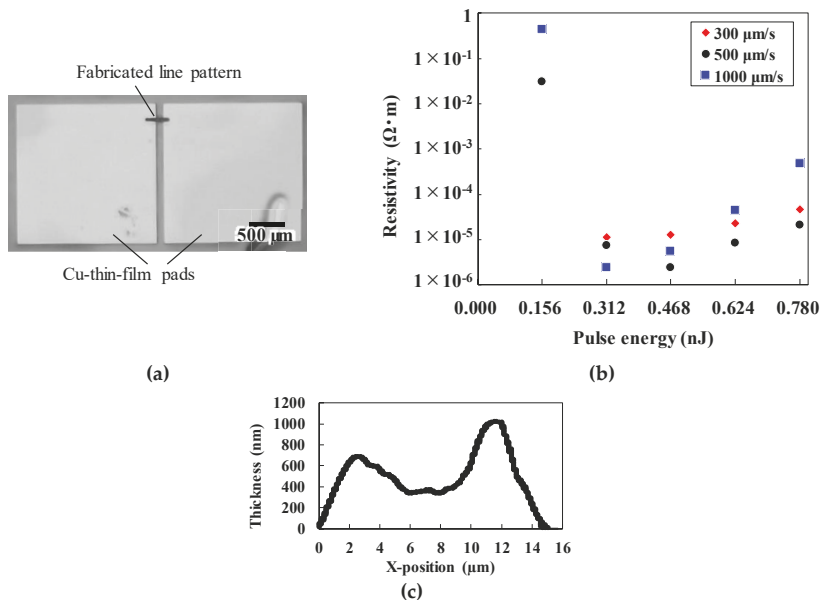 Fabricated line pattern
500 μm
Cu-thin-film pads
(a)
Resistivity (Ω·m)
1
1×10⁻¹
1×10⁻²
1×10⁻³
1×10⁻⁴
1×10⁻⁵
1×10⁻⁶
300 μm/s
500 μm/s
1000 μm/s
0.000 0.156 0.312 0.468 0.624 0.780
Pulse energy (nJ)
(b)
Thickness (nm)
1200
1000
800
600
400
200
0
0 2 4 6 8 10 12 14 16
X-position (μm)
(c)